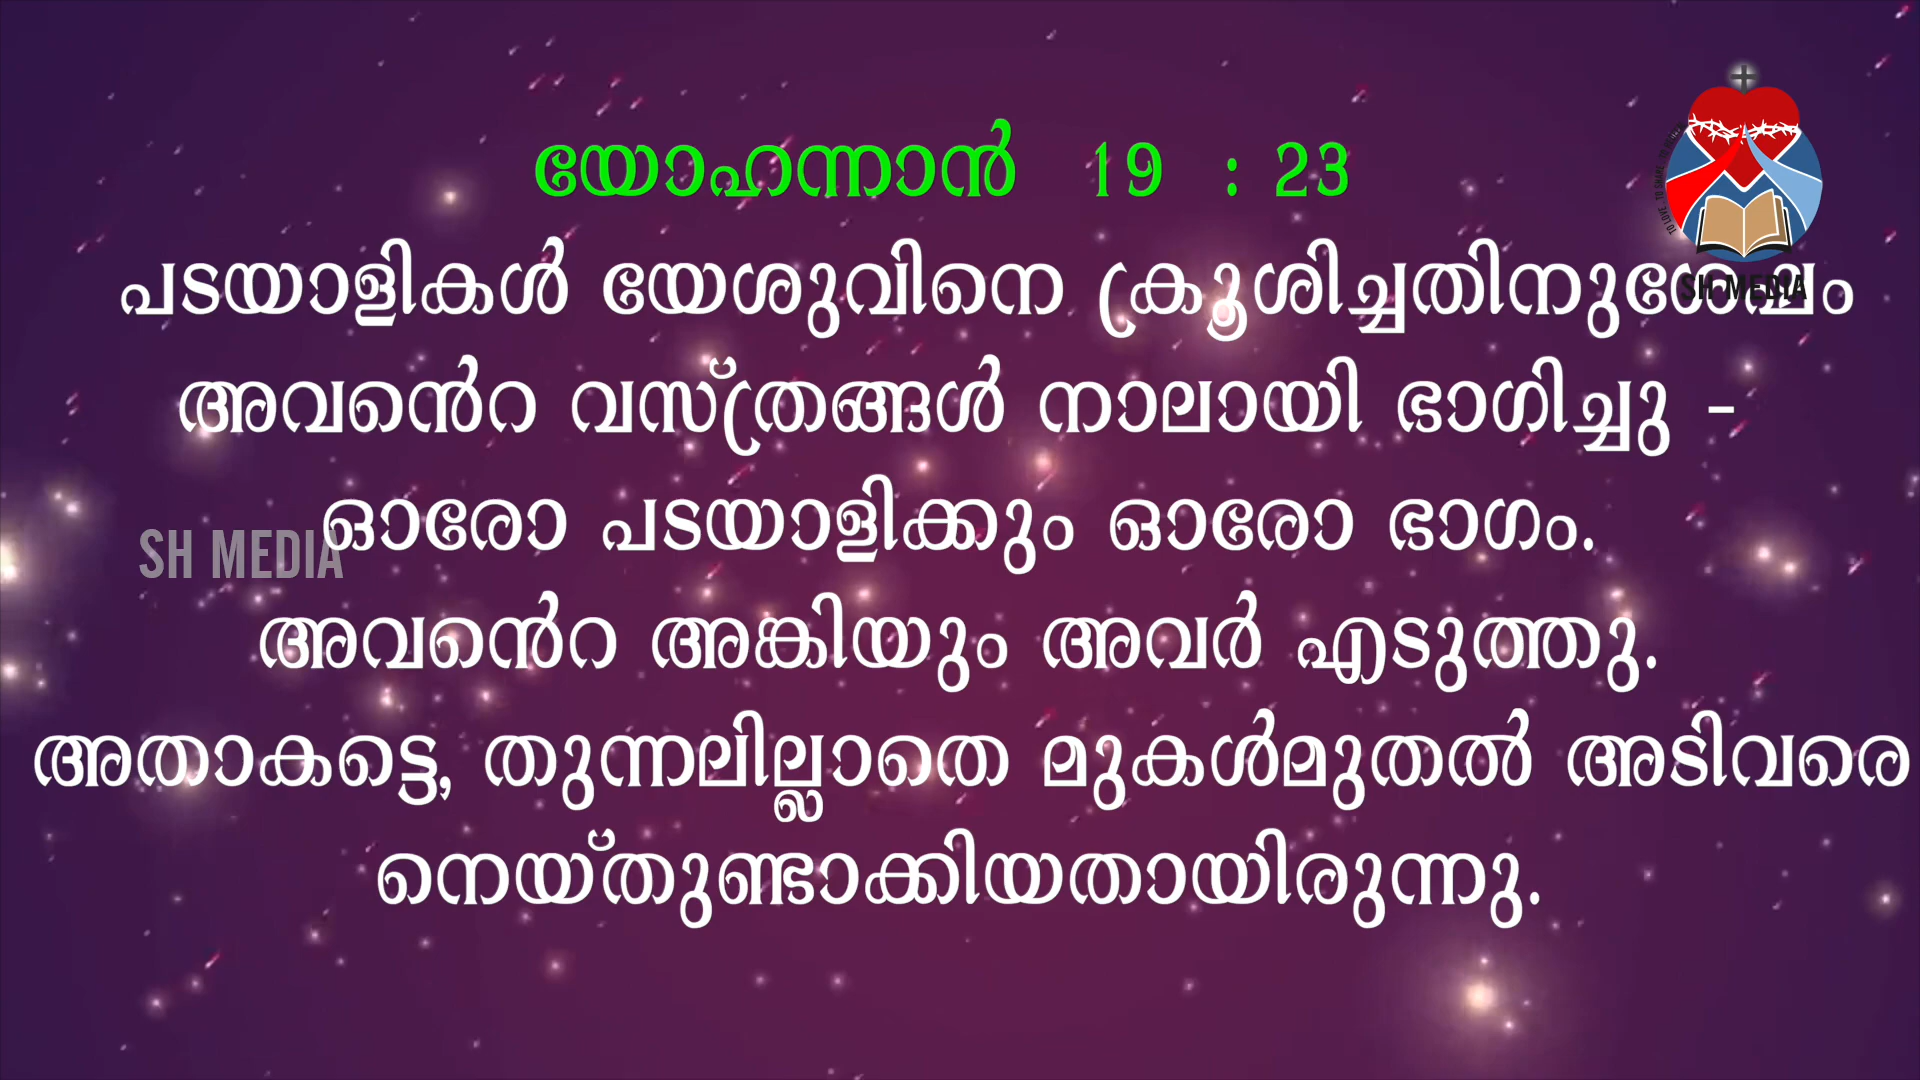 യോഹന്നാൻ 19 : 23
പടയാളികൾ യേശുവിനെ ക്രൂശിച്ചതിനുശേഷം
അവൻെറ വസ്ത്രങ്ങൾ നാലായി ഭാഗിച്ചു -
ഓരോ പടയാളിക്കും ഓരോ ഭാഗം.
അവൻെറ അങ്കിയും അവർ എടുത്തു.
അതാകട്ടെ, തുന്നലില്ലാതെ മുകൾമുതൽ അടിവരെ
നെയ്തുണ്ടാക്കിയതായിരുന്നു.
SH MEDIA
SH MEDIA